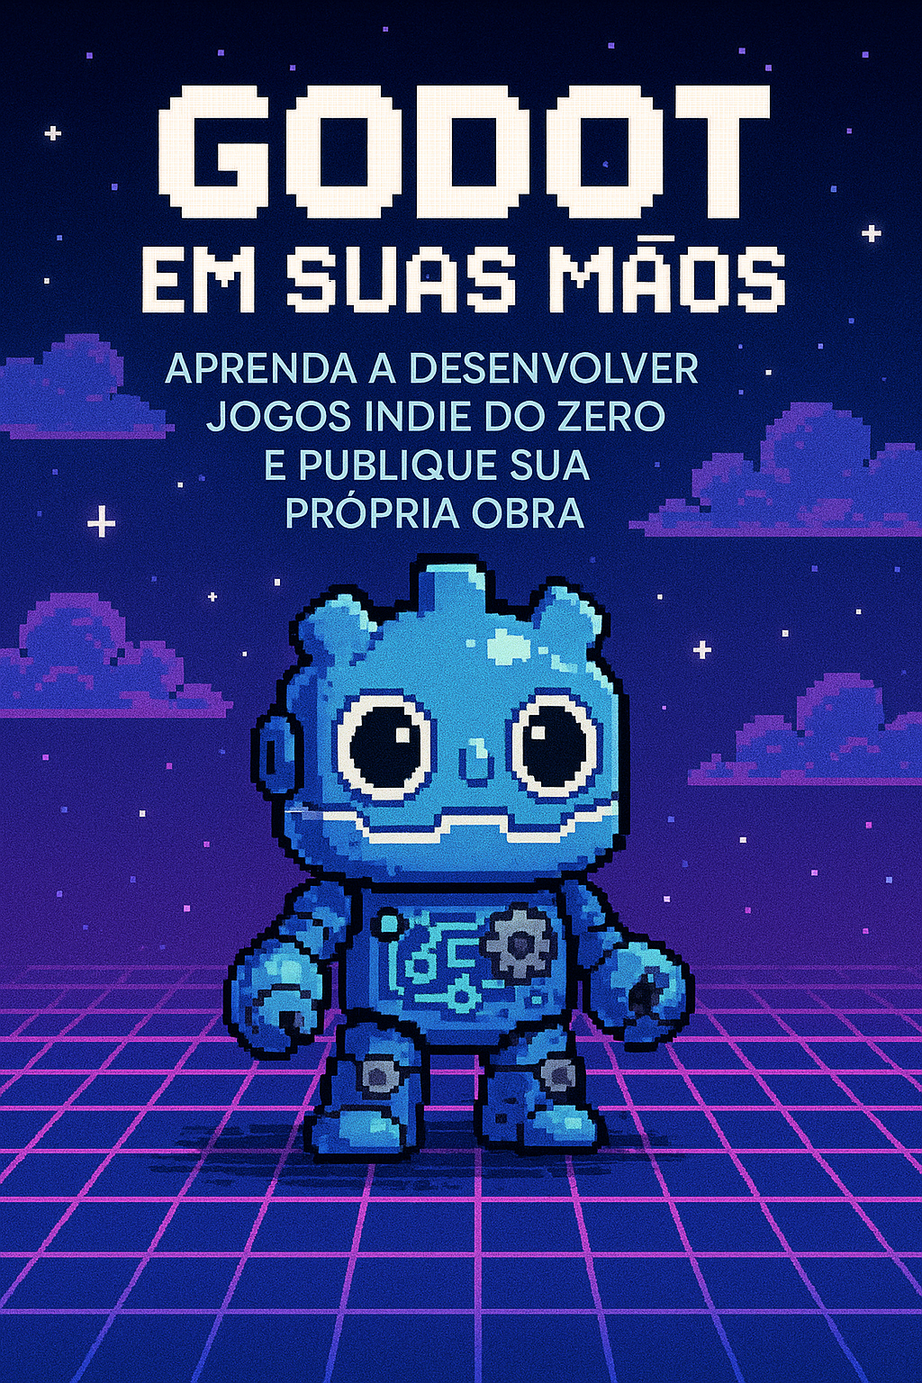 GODOT
EM SUAS MÃOS
APRENDA A DESENVOLVER
JOGOS INDIE DO ZERO
E PUBLIQUE SUA
PRÓPRIA OBRA